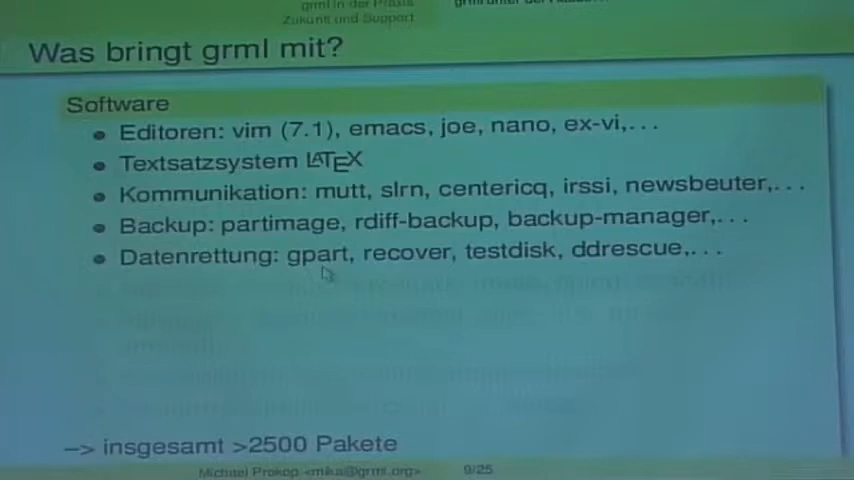 grml in der Praxis
Zukunft und Support
Was bringt grml mit?
Software
Editoren: vim (7.1), emacs, joe, nano, ex-vi,...
Textsatzsystem LATEX
Kommunikation: mutt, slrn, centericq, irssi, newsbeuter,...
Backup: partimage, rdiff-backup, backup-manager,...
Datenrettung: gpart, recover, testdisk, ddrescue,...
–> insgesamt >2500 Pakete
Michael Prokop <mika@grml.org>
9/25